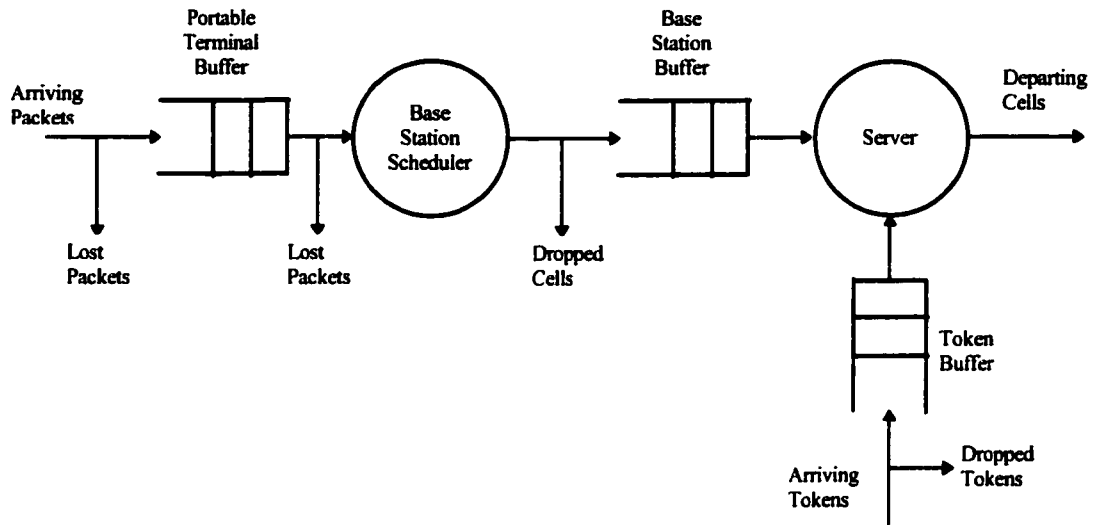 Portable
Terminal
Buffer
Base
Station
Buffer
Arriving
Packets
Base
Station
Scheduler
Server
Departing
Cells
Lost
Packets
Lost
Packets
Dropped
Cells
Token
Buffer
Arriving
Tokens
Dropped
Tokens